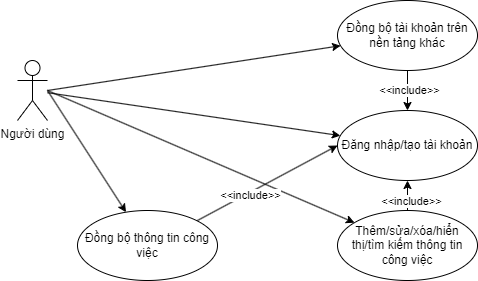 Đồng bộ tài khoản trên
nền tảng khác
<<include>>
Người dùng
Đăng nhập/tạo tài khoản
<<include>>
<<include>>
Đồng bộ thông tin công
việc
Thêm/sửa/xóa/hiển
thị/tìm kiếm thông tin
công việc